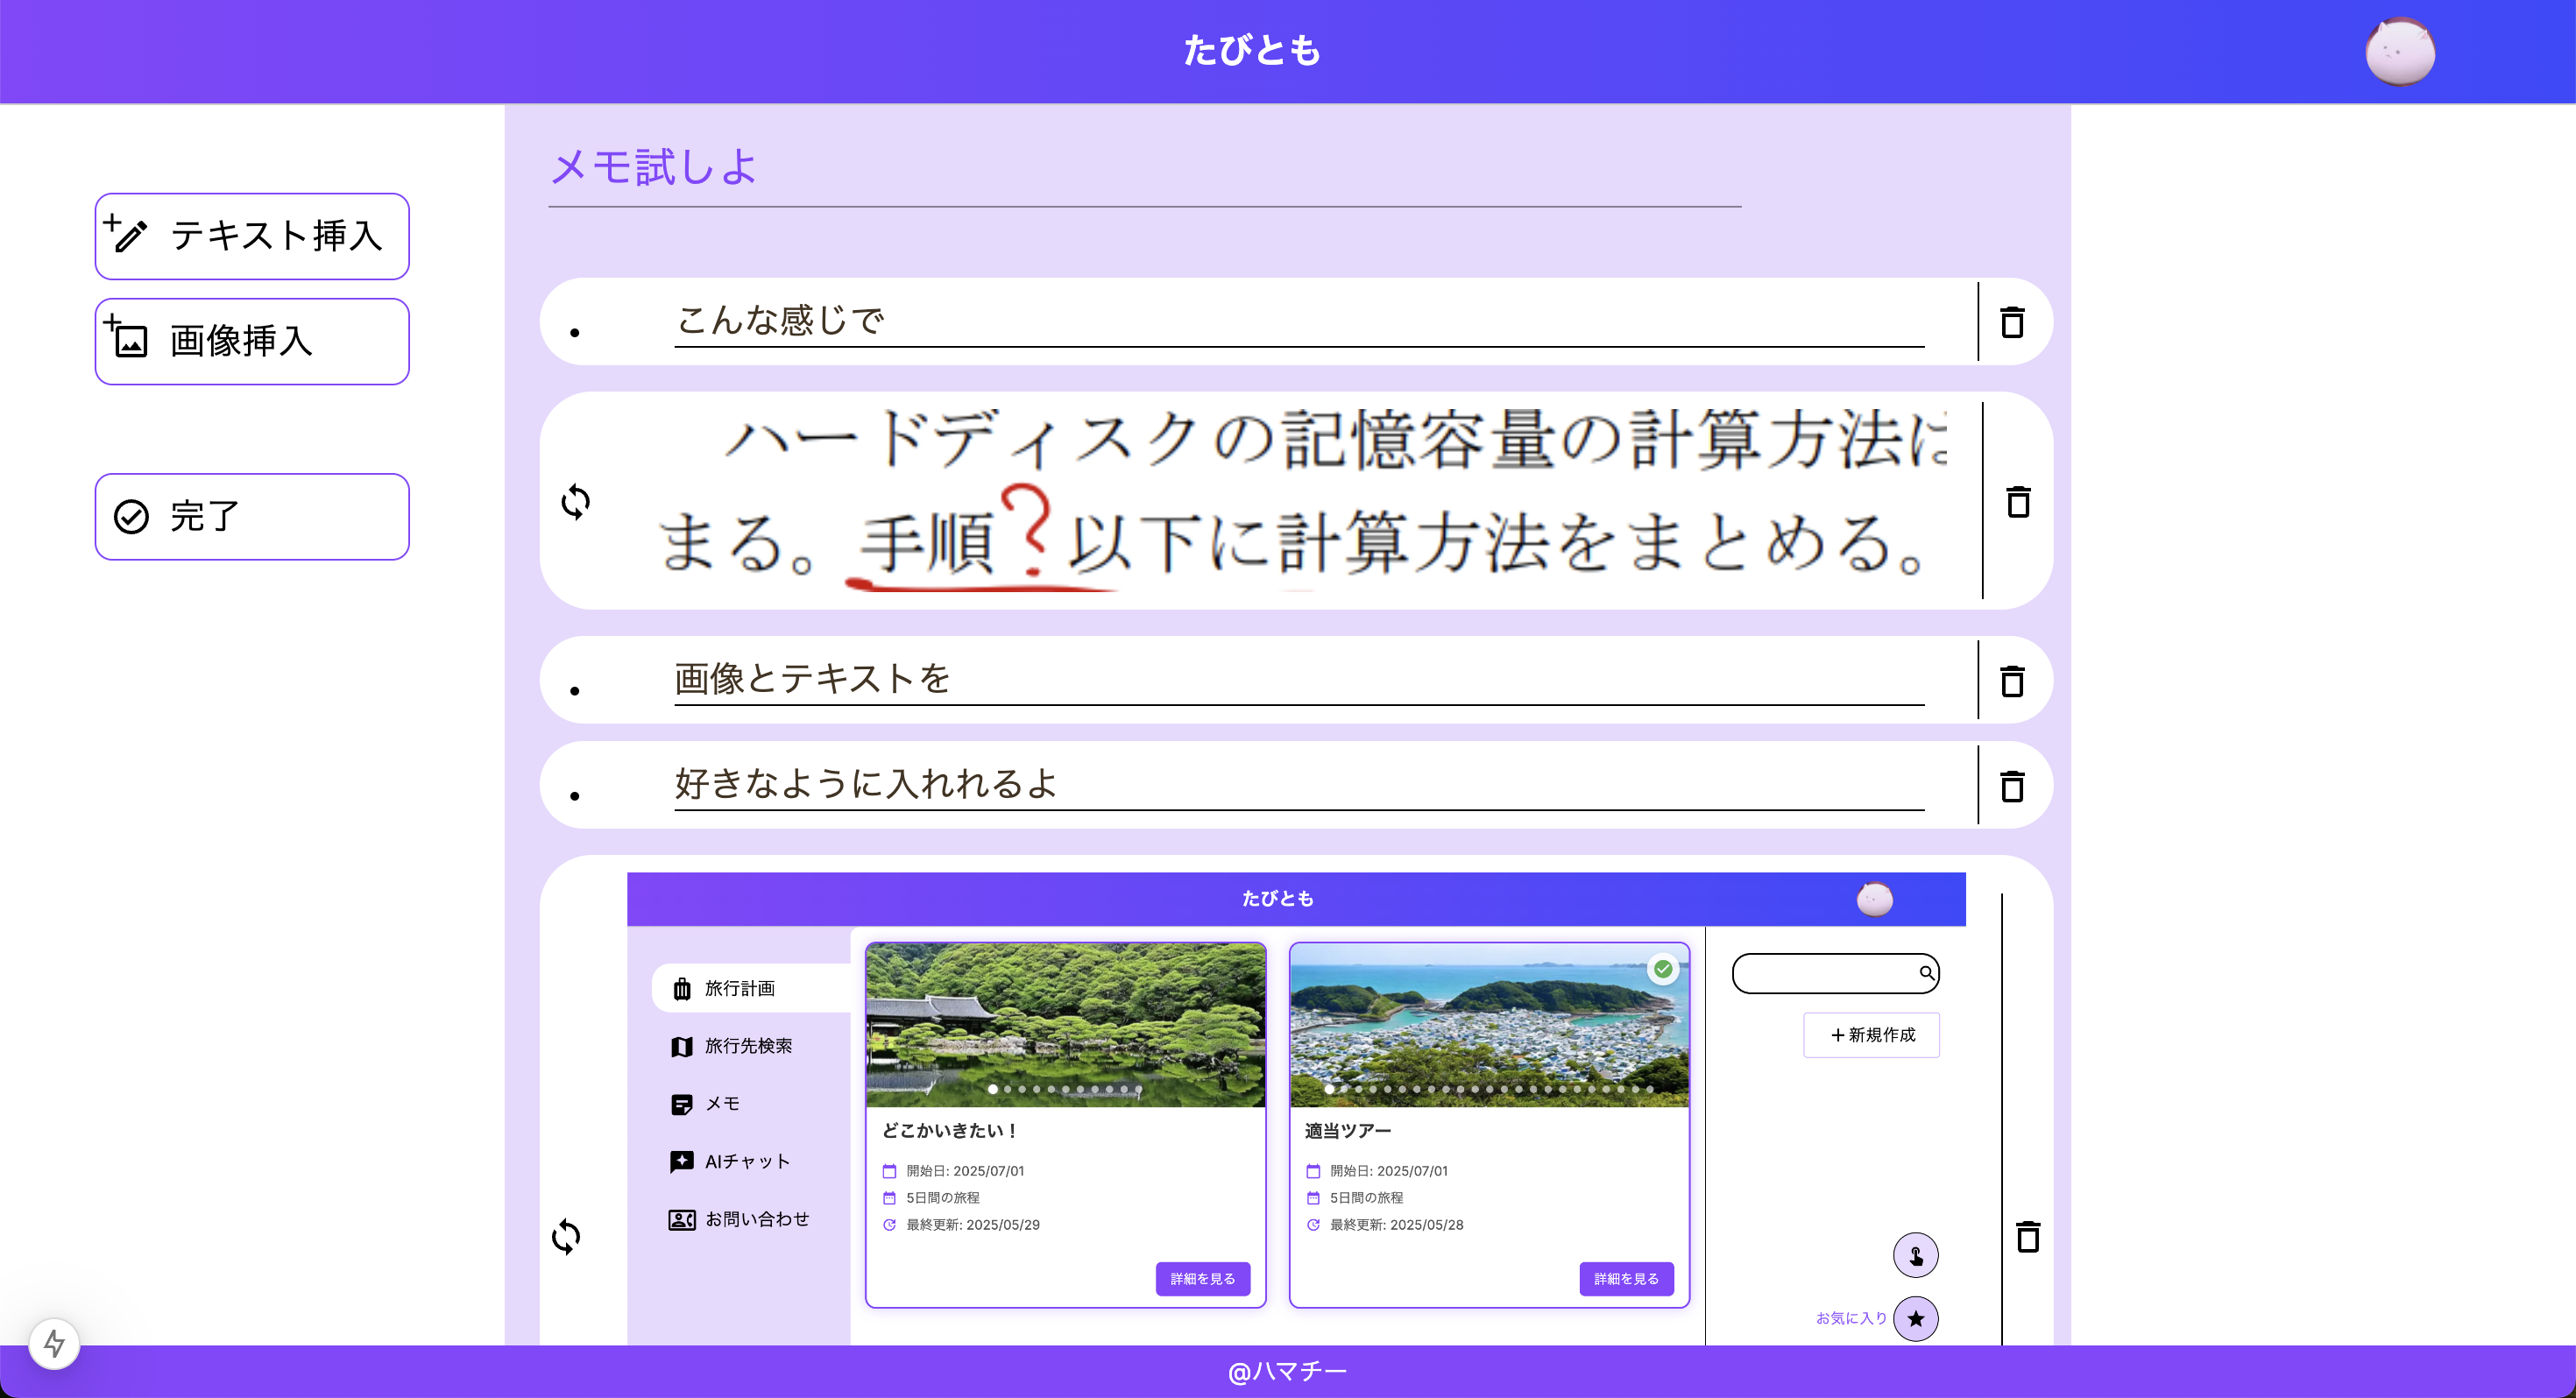 たびとも
メモ試しよ
テキスト挿入
画像挿入
完了
・ こんな感じで
ハードディスクの記憶容量の計算方法は
まる。手順?以下に計算方法をまとめる。
・ 画像とテキストを
・ 好きなように入れれるよ
たびとも
旅行計画
旅行先検索
メモ
AIチャット
お問い合わせ
どこかいきたい!
開始日: 2025/07/01
5日間の旅程
最終更新: 2025/05/29
詳細を見る
適当ツアー
開始日: 2025/07/01
5日間の旅程
最終更新: 2025/05/28
詳細を見る
+新規作成
お気に入り
@ハマチー